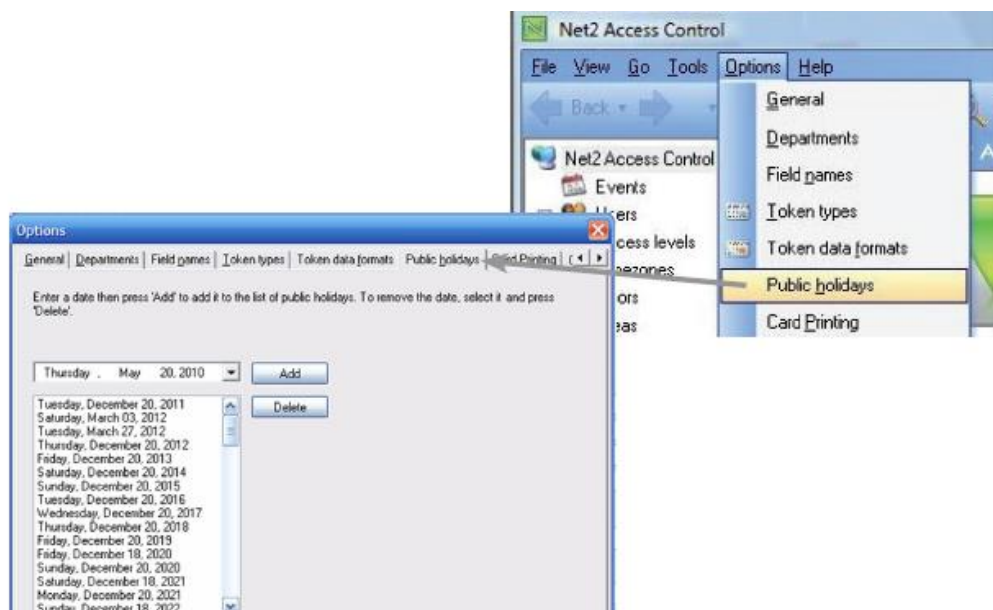 Net2 Access Control
File View Go Tools Options Help
Back
General
Departments
Field names
Token types
Token data formats
Public holidays
Card Printing
Net2 Access Control
Events
Options
General Departments Field names Token types Token data formats Public holidays Printing
Enter a date then press 'Add' to add it to the list of public holidays. To remove the date, select it and press
'Delete'.
Thursday , May 20, 2010
Add
Delete
Tuesday, December 20, 2011
Saturday, March 03, 2012
Tuesday, March 27, 2012
Thursday, December 20, 2012
Friday, December 20, 2013
Saturday, December 20, 2014
Sunday, December 20, 2015
Tuesday, December 20, 2016
Wednesday, December 20, 2017
Thursday, December 20, 2018
Friday, December 20, 2019
Friday, December 18, 2020
Sunday, December 20, 2020
Saturday, December 18, 2021
Monday, December 20, 2021
Sunday, December 18, 2022